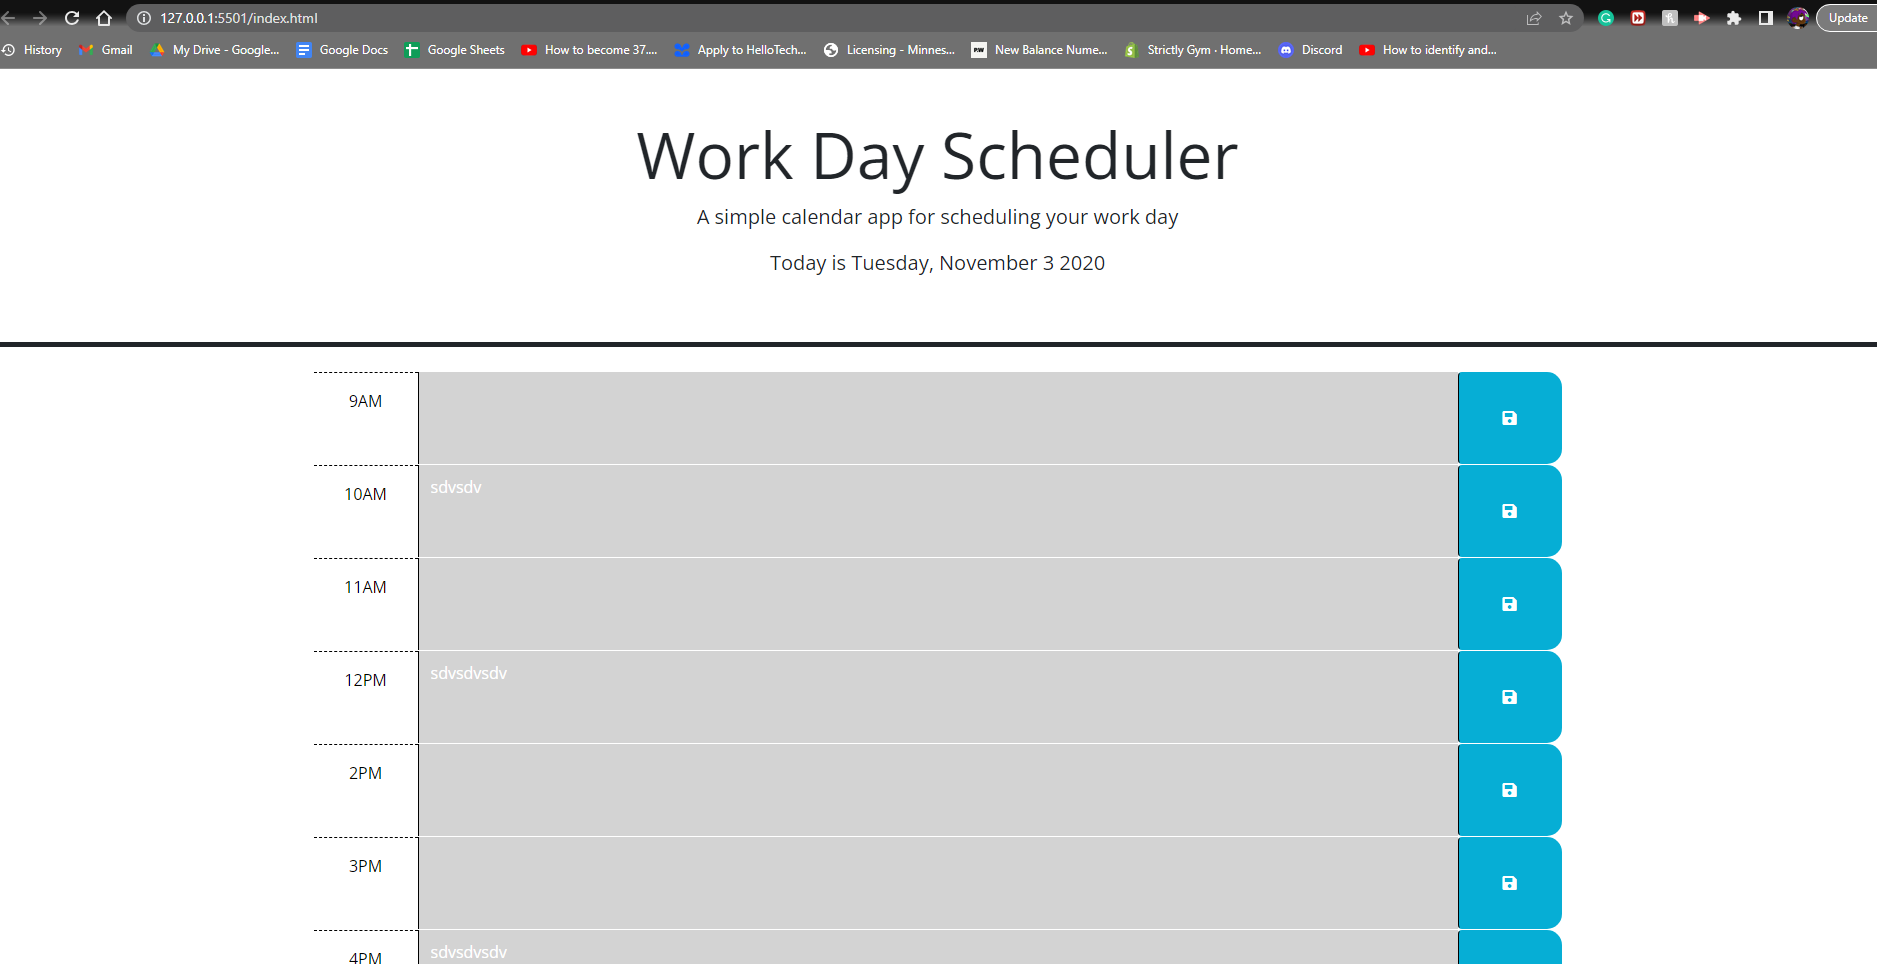 127.0.0.1:5501/index.html
Update
History Gmail My Drive - Google... Google Docs Google Sheets How to become 37.... Apply to HelloTech... Licensing - Minnes... New Balance Nume... Strictly Gym · Home... Discord How to identify and...
Work Day Scheduler
A simple calendar app for scheduling your work day
Today is Tuesday, November 3 2020
9AM
10AM sdvsdv
11AM
12PM sdvsdvsdv
2PM
3PM
4PM sdvsdvsdv